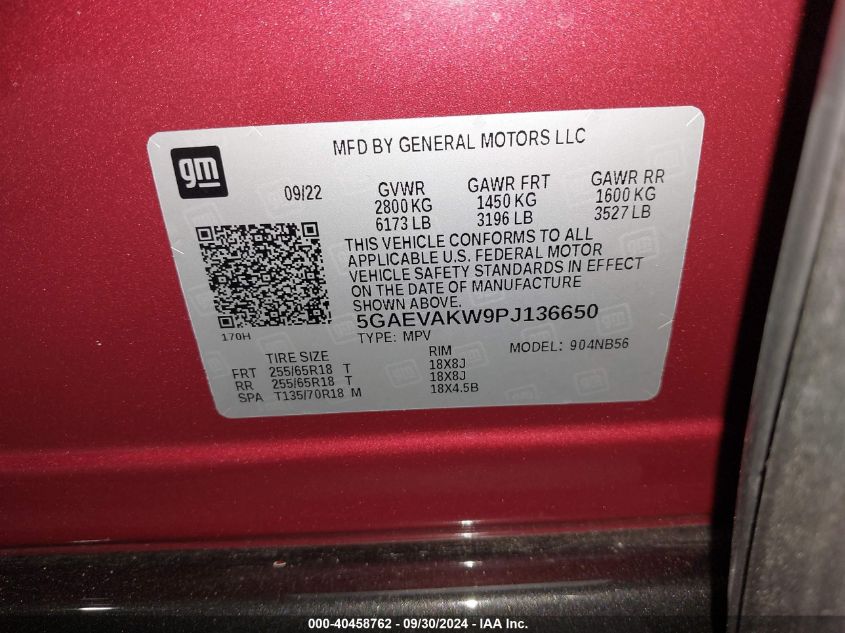 MFD BY GENERAL MOTORS LLC
gm
09/22 GVWR GAWR FRT GAWR RR
2800 KG 1450 KG 1600 KG
6173 LB 3196 LB 3527 LB
THIS VEHICLE CONFORMS TO ALL
APPLICABLE U.S. FEDERAL MOTOR
VEHICLE SAFETY STANDARDS IN EFFECT
ON THE DATE OF MANUFACTURE
SHOWN ABOVE.
5GAEVAKW9PJ136650
170H
TYPE: MPV MODEL: 904NB56
TIRE SIZE RIM
FRT 255/65R18 T 18X8J
RR 255/65R18 T 18X8J
SPA T135/70R18 M 18X4.5B
000-40458762 - 09/30/2024 - IAA Inc.